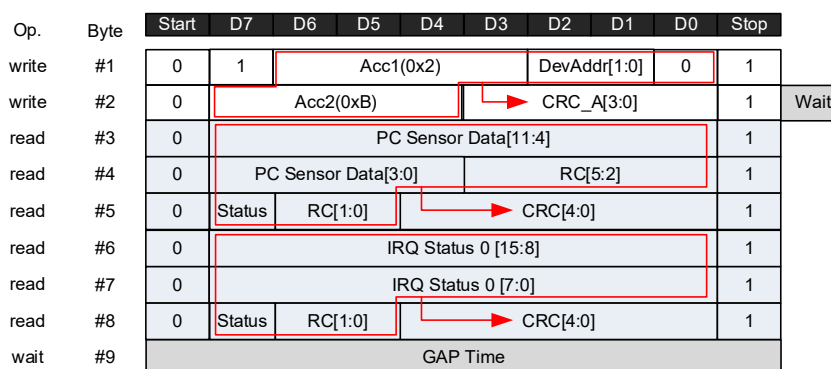 Op. Byte Start D7 D6 D5 D4 D3 D2 D1 D0 Stop
write #1 0 1 Acc1(0x2) DevAddr[1:0] 0 1
write #2 0 Acc2(0xB) CRC_A[3:0] 1 Wait
read #3 0 PC Sensor Data[11:4] 1
read #4 0 PC Sensor Data[3:0] RC[5:2] 1
read #5 0 Status RC[1:0] CRC[4:0] 1
read #6 0 IRQ Status 0 [15:8] 1
read #7 0 IRQ Status 0 [7:0] 1
read #8 0 Status RC[1:0] CRC[4:0] 1
wait #9 GAP Time